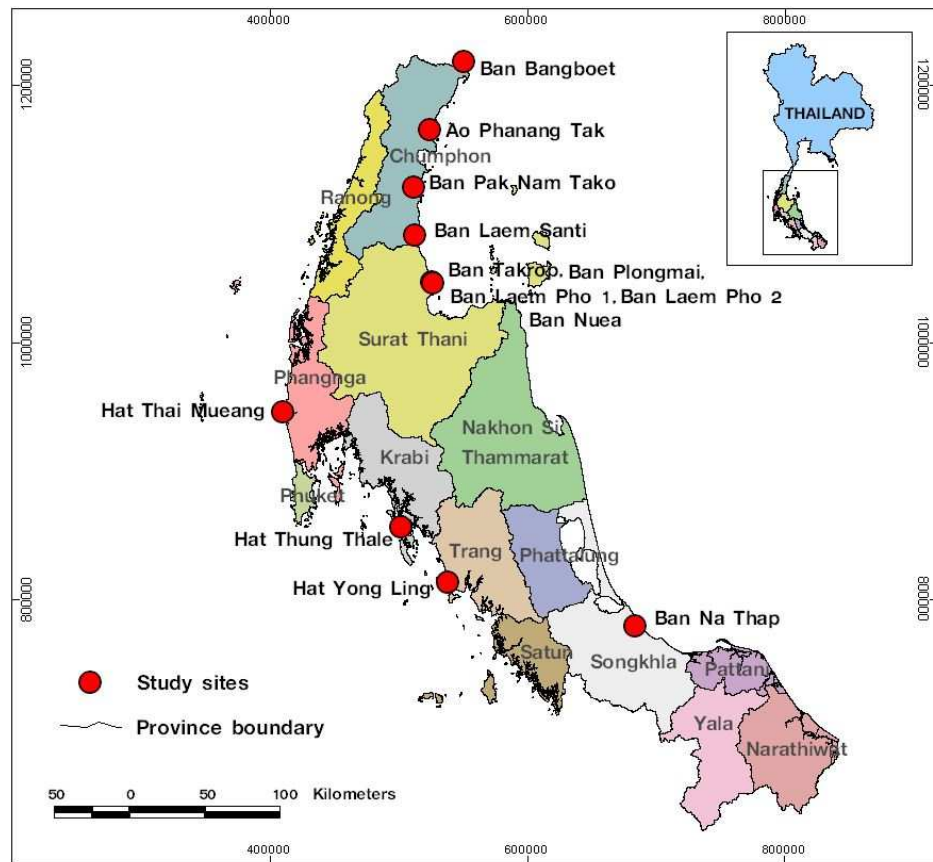 400000 600000 800000
1200000 1200000
THAILAND
Ban Bangboet
Ao Phanang Tak
Chumphon
Ban Pak Nam Tako
Ranong
Ban Laem Santi
Ban Takrop, Ban Plongmai,
Ban Laem Pho 1, Ban Laem Pho 2
Ban Nuea
1000000 1000000
Surat Thani
Phangnga
Hat Thai Mueang
Nakhon Si
Thammarat
Krabi
Phuket
Hat Thung Thale
Trang
Phattalung
Hat Yong Ling
800000 800000
Ban Na Thap
Satun
Songkhla
Pattani
Study sites
Yala
Province boundary
Narathiwat
50 0 50 100 Kilometers
400000 600000 800000